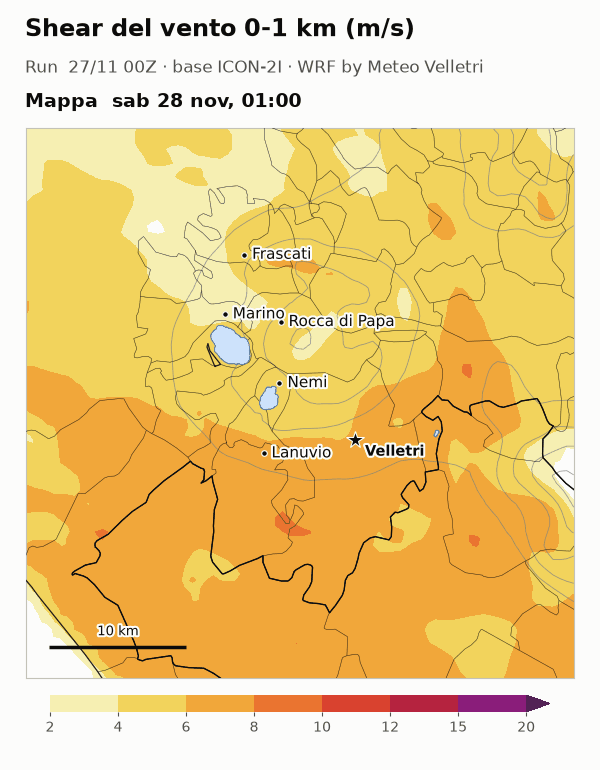 Shear del vento 0-1 km (m/s)
Run  27/11 00Z · base ICON-2I · WRF by Meteo Velletri
Mappa  sab 28 nov, 01:00
Frascati
Marino
Rocca di Papa
Nemi
Velletri
Lanuvio
10 km
2 4 6 8 10 12 15 20